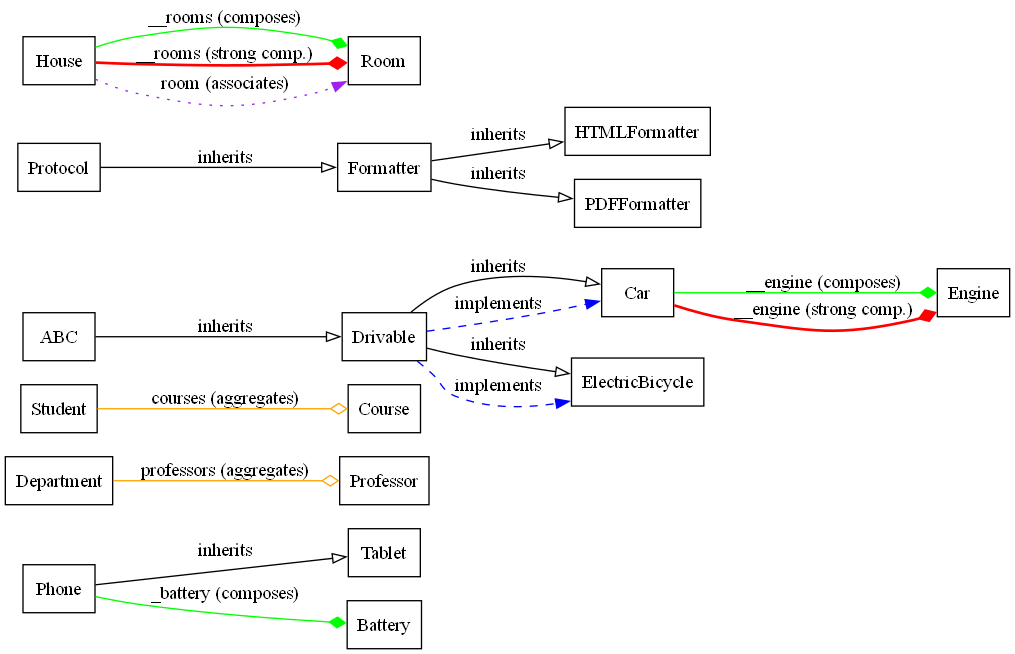 __rooms (composes)
House
__rooms (strong comp.)
Room
room (associates)
Protocol
inherits
Formatter
inherits
HTMLFormatter
inherits
PDFFormatter
ABC
inherits
Drivable
inherits
implements
Car
__engine (composes)
__engine (strong comp.)
Engine
inherits
implements
ElectricBicycle
Student
courses (aggregates)
Course
Department
professors (aggregates)
Professor
Phone
inherits
Tablet
_battery (composes)
Battery